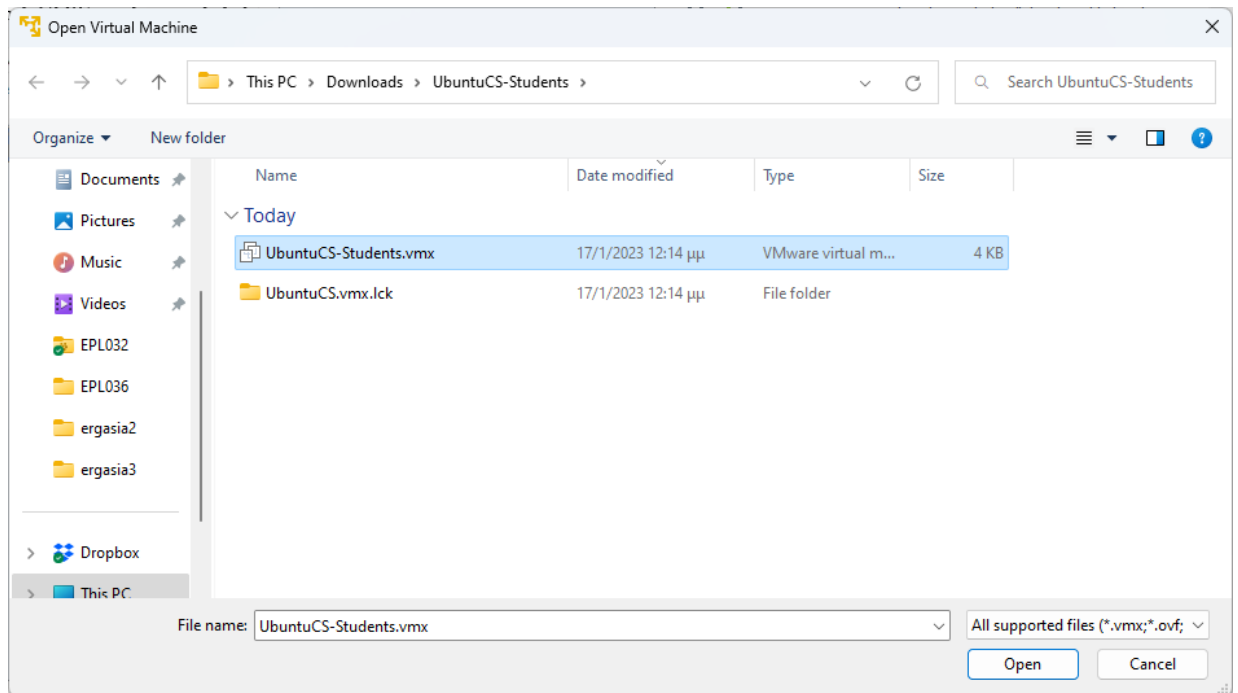 Open Virtual Machine
This PC > Downloads > UbuntuCS-Students >
Search UbuntuCS-Students
Organize
New folder
Name
Date modified
Type
Size
Documents
Pictures
Music
Videos
EPL032
EPL036
ergasia2
ergasia3
Dropbox
This PC
Today
UbuntuCS-Students.vmx 17/1/2023 12:14 μμ VMware virtual m... 4 KB
UbuntuCS.vmx.lck 17/1/2023 12:14 μμ File folder
File name: UbuntuCS-Students.vmx
All supported files (*.vmx;*.ovf;
Open
Cancel